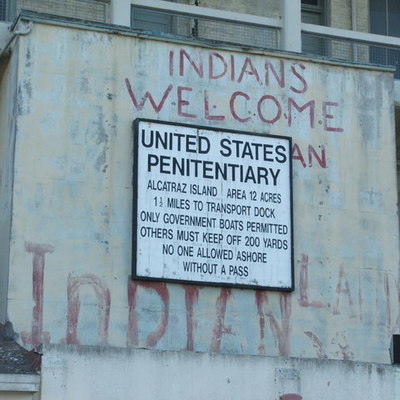 INDIANS
WELCOME
UNITED STATES
PENITENTIARY
ALCATRAZ ISLAND AREA 12 ACRES
1½ MILES TO TRANSPORT DOCK
ONLY GOVERNMENT BOATS PERMITTED
OTHERS MUST KEEP OFF 200 YARDS
NO ONE ALLOWED ASHORE
WITHOUT A PASS
INDIAN